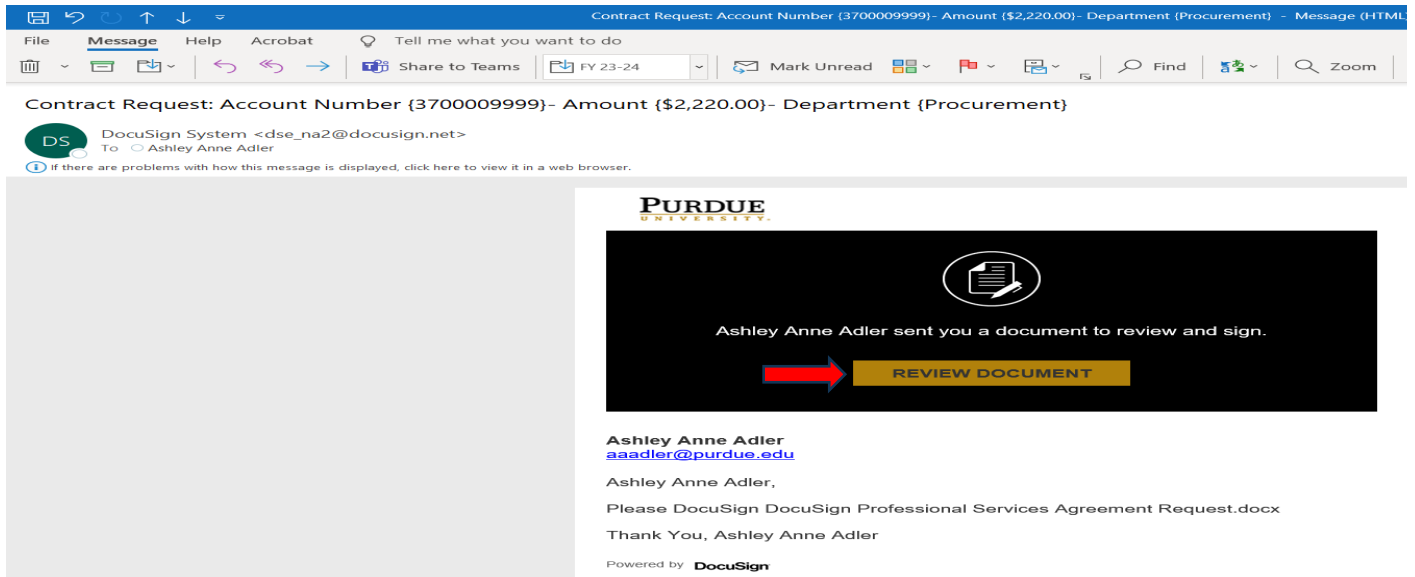 Contract Request: Account Number {3700009999}- Amount {$2,220.00}- Department {Procurement} - Message (HTML)
File Message Help Acrobat Tell me what you want to do
Share to Teams FY 23-24 Mark Unread Find Zoom
Contract Request: Account Number {3700009999}- Amount {$2,220.00}- Department {Procurement}
DS
DocuSign System <dse_na2@docusign.net>
To Ashley Anne Adler
If there are problems with how this message is displayed, click here to view it in a web browser.
PURDUE
UNIVERSITY.
Ashley Anne Adler sent you a document to review and sign.
REVIEW DOCUMENT
Ashley Anne Adler
aaadler@purdue.edu
Ashley Anne Adler,
Please DocuSign DocuSign Professional Services Agreement Request.docx
Thank You, Ashley Anne Adler
Powered by DocuSign